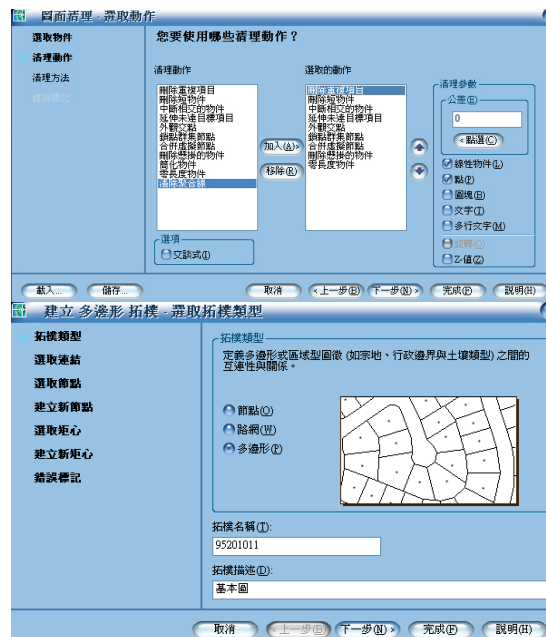 圖面清理 - 選取動作
選取物件
清理動作
清理方法
錯誤標記
您要使用哪些清理動作？
清理動作
刪除重複項目
刪除短物件
中斷相交的物件
延伸未達目標項目
外觀交點
鎖點群集節點
合併虛擬節點
刪除懸掛的物件
簡化物件
零長度物件
清除聚合線
加入(A)>
移除(R)
選取的動作
刪除重複項目
刪除短物件
中斷相交的物件
延伸未達目標項目
外觀交點
鎖點群集節點
合併虛擬節點
刪除懸掛的物件
零長度物件
清理參數
公差(E)
0
<點選(C)
線性物件(L)
點(P)
圖塊(B)
文字(T)
多行文字(M)
旋轉(O)
Z-值(Z)
選項
交談式(I)
載入...
儲存...
取消
<上一步(B)
下一步(N)>
完成(F)
說明(H)
建立 多邊形 拓樸 - 選取拓樸類型
拓樸類型
選取連結
選取節點
建立新節點
選取矩心
建立新矩心
錯誤標記
拓樸類型
定義多邊形或區域型圖徵 (如宗地、行政邊界與土壤類型) 之間的
互連性與關係。
節點(O)
路網(W)
多邊形(P)
拓樸名稱(T):
95201011
拓樸描述(D):
基本圖
取消
<上一步(B)
下一步(N)>
完成(F)
說明(H)